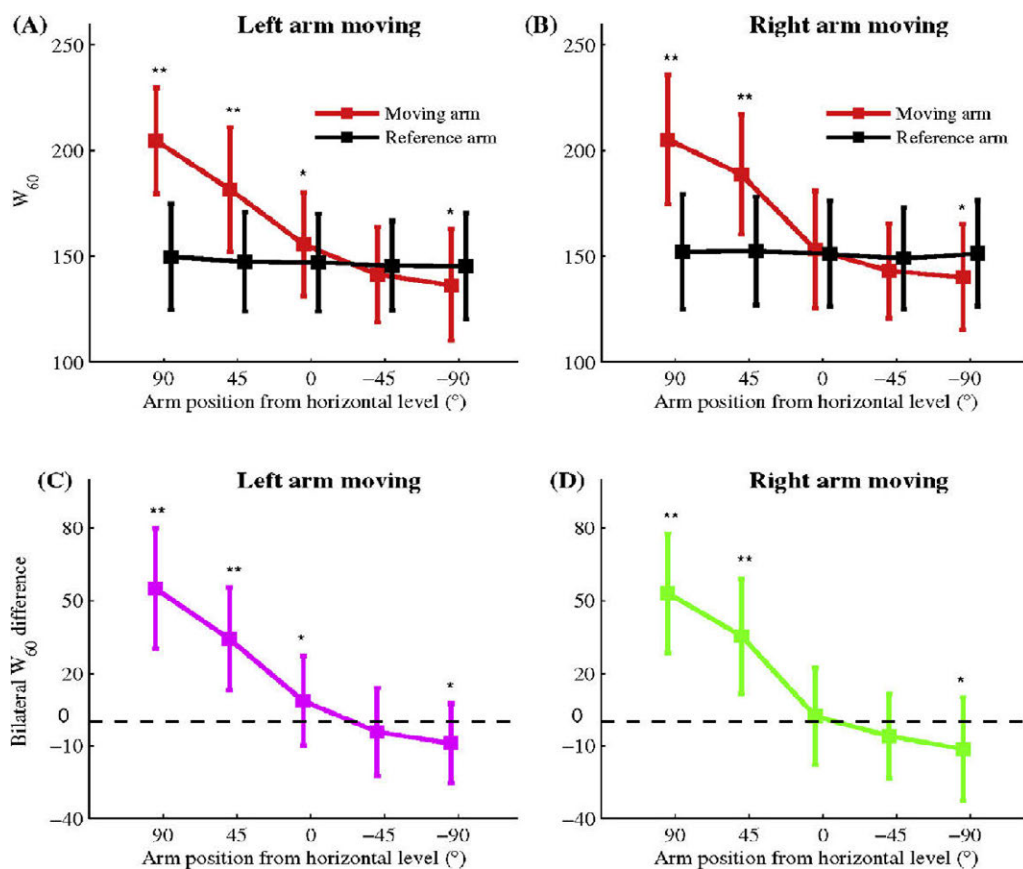 (A) Left arm moving
250
200
150
100
W60
** ** * *
Moving arm
Reference arm
90 45 0 −45 −90
Arm position from horizontal level (°)
(B) Right arm moving
250
200
150
100
** ** *
Moving arm
Reference arm
90 45 0 −45 −90
Arm position from horizontal level (°)
(C) Left arm moving
80
50
20
0
−10
−40
Bilateral W60 difference
** ** * *
90 45 0 −45 −90
Arm position from horizontal level (°)
(D) Right arm moving
80
50
20
0
−10
−40
** ** *
90 45 0 −45 −90
Arm position from horizontal level (°)